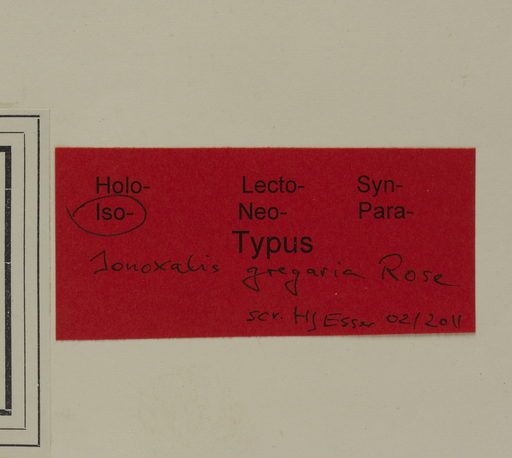 Holo- Lecto- Syn-
Iso- Neo- Para-
Typus
Ionoxalis gregaria Rose
scr. HJ Esser 02/2011